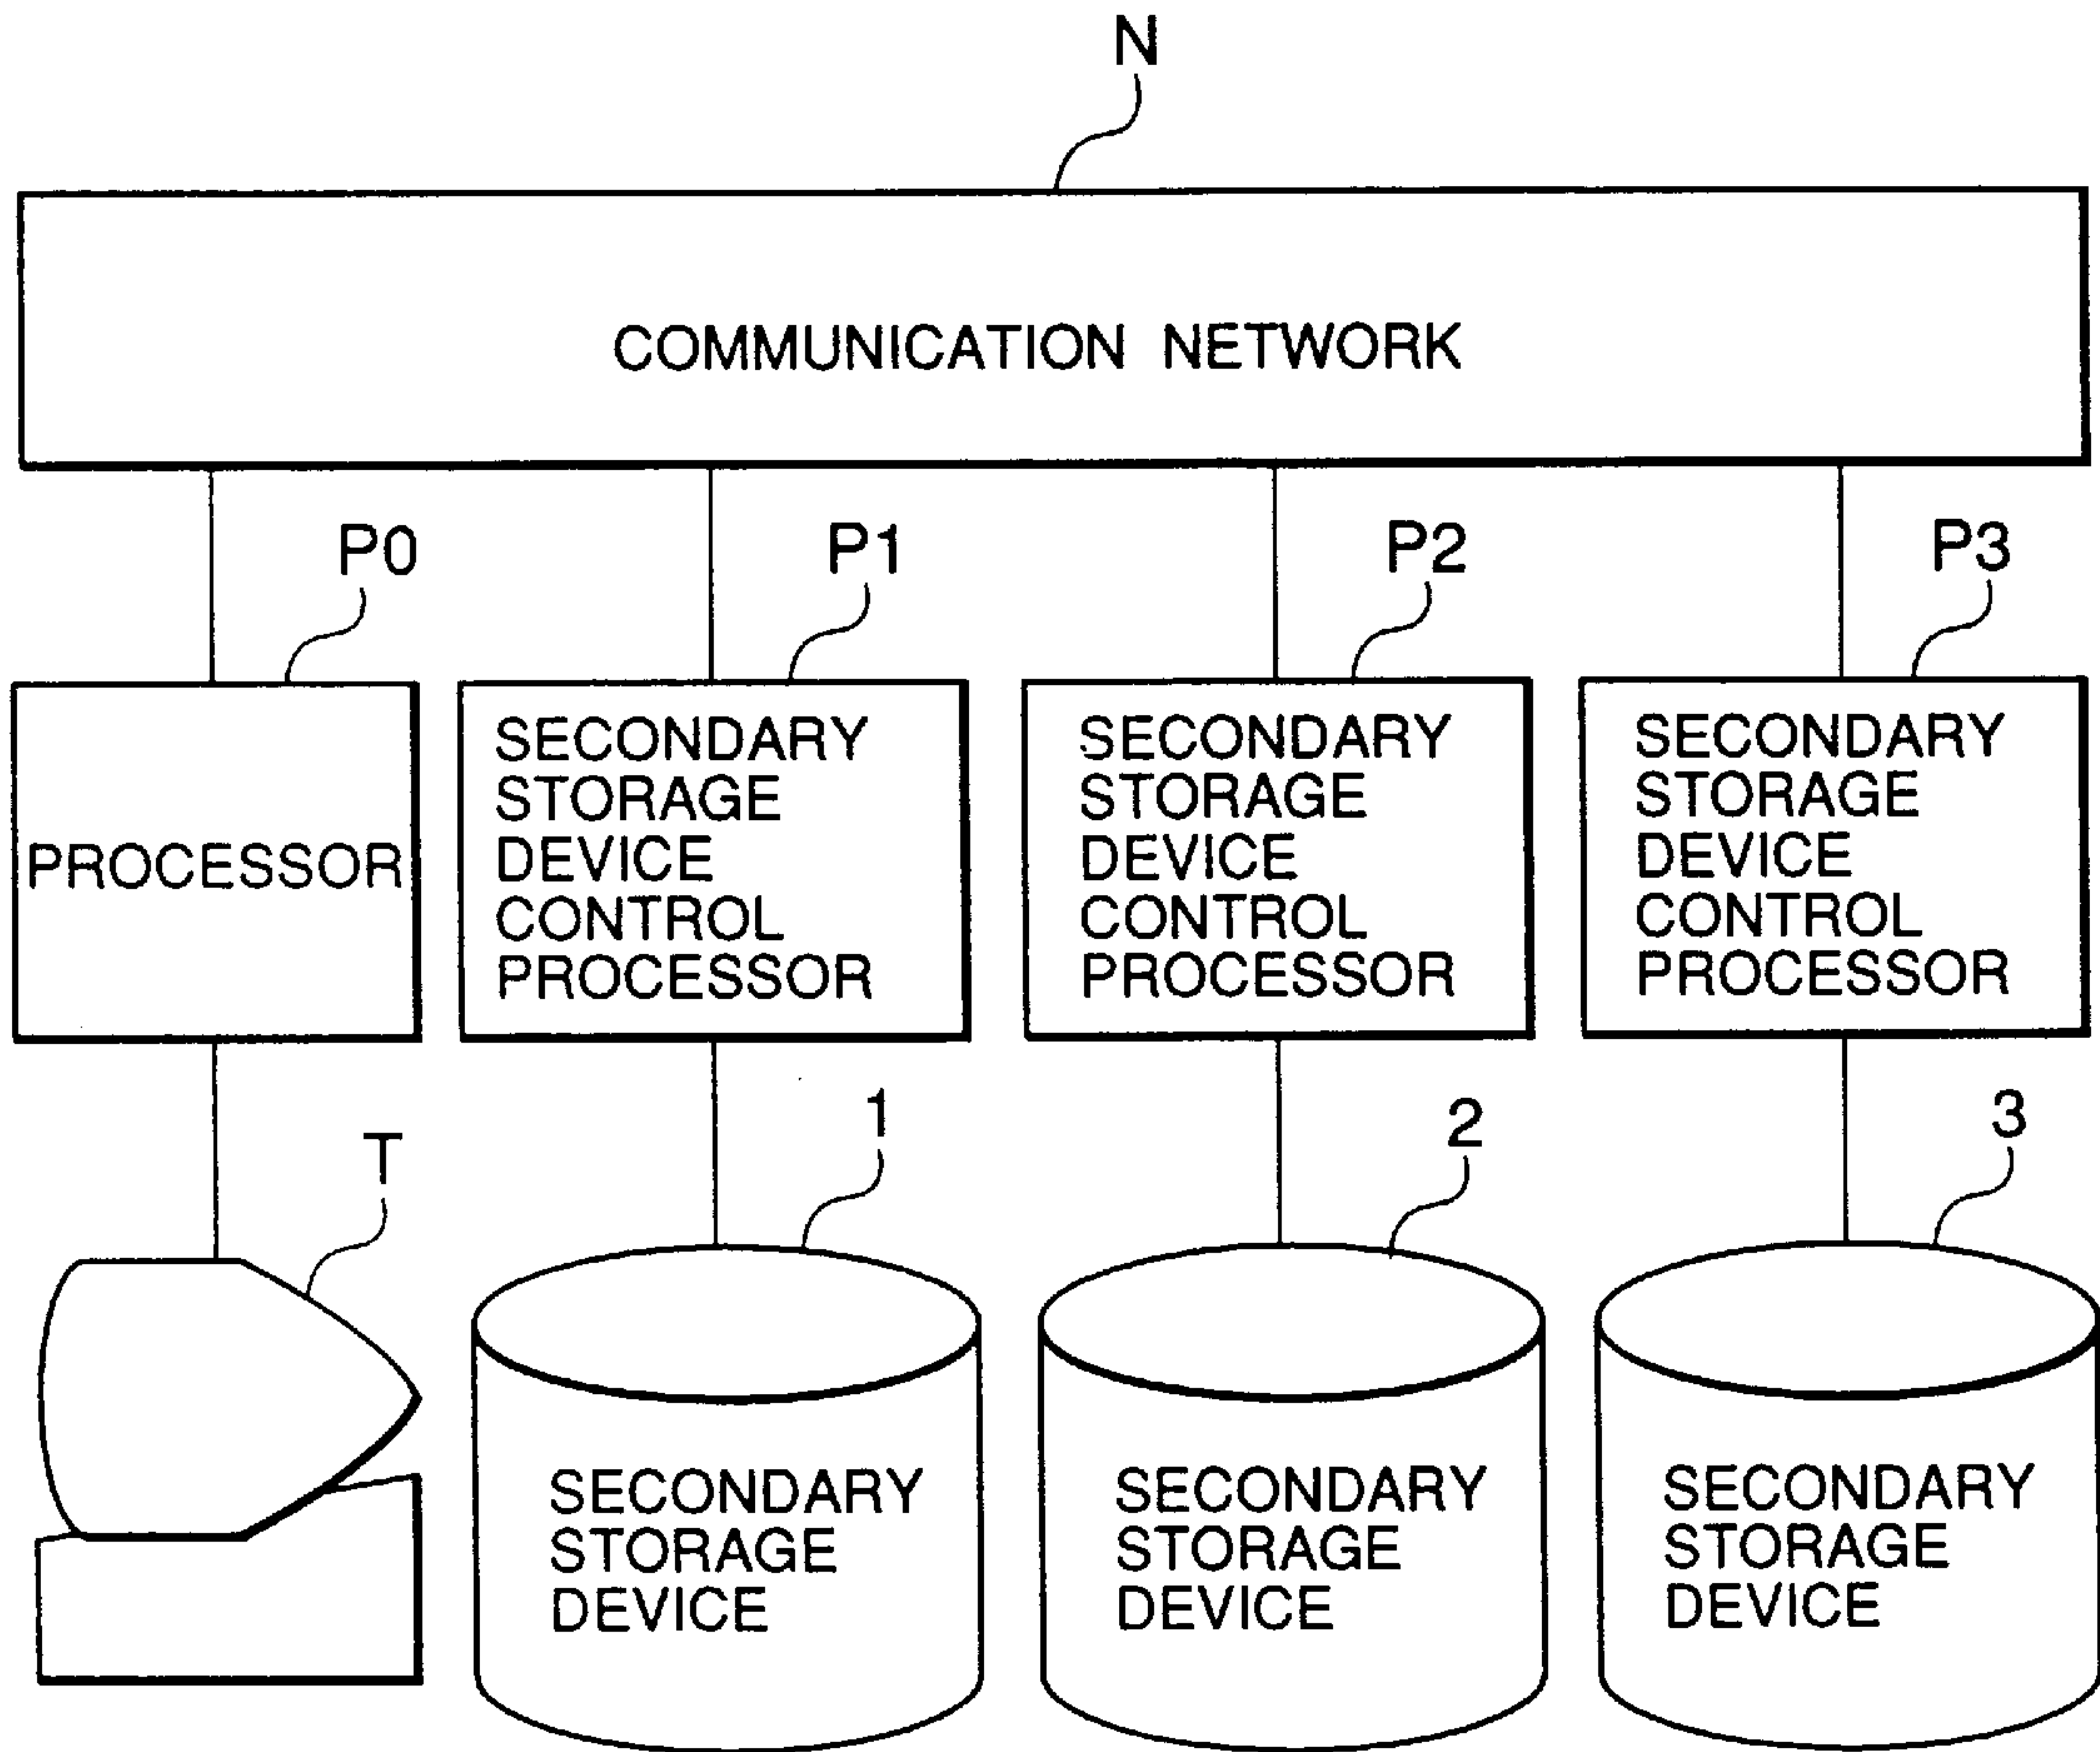 N
COMMUNICATION NETWORK
P0
P1
P2
P3
PROCESSOR
SECONDARY
STORAGE
DEVICE
CONTROL
PROCESSOR
SECONDARY
STORAGE
DEVICE
CONTROL
PROCESSOR
SECONDARY
STORAGE
DEVICE
CONTROL
PROCESSOR
T
1
2
3
SECONDARY
STORAGE
DEVICE
SECONDARY
STORAGE
DEVICE
SECONDARY
STORAGE
DEVICE